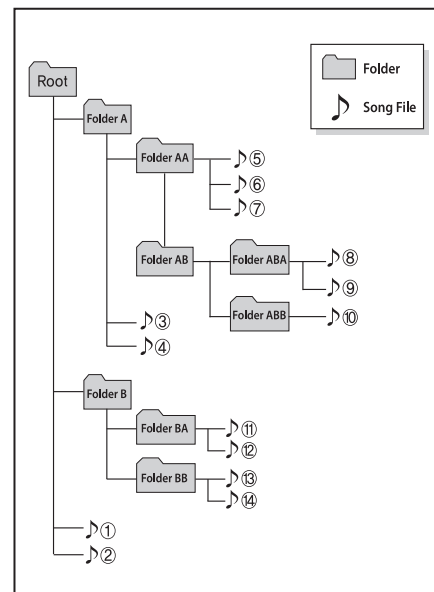 Root
Folder
Song File
Folder A
Folder AA
⑤
⑥
⑦
Folder AB
Folder ABA
⑧
⑨
Folder ABB
⑩
③
④
Folder B
Folder BA
⑪
⑫
Folder BB
⑬
⑭
①
②